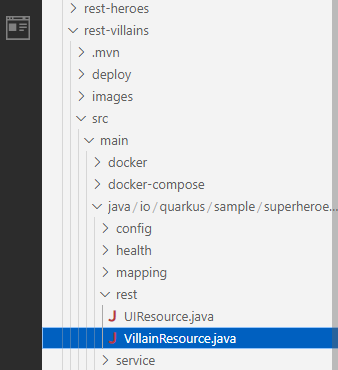 rest-heroes
rest-villains
.mvn
deploy
images
src
main
docker
docker-compose
java/io/quarkus/sample/superheroe...
config
health
mapping
rest
J UIResource.java
J VillainResource.java
service